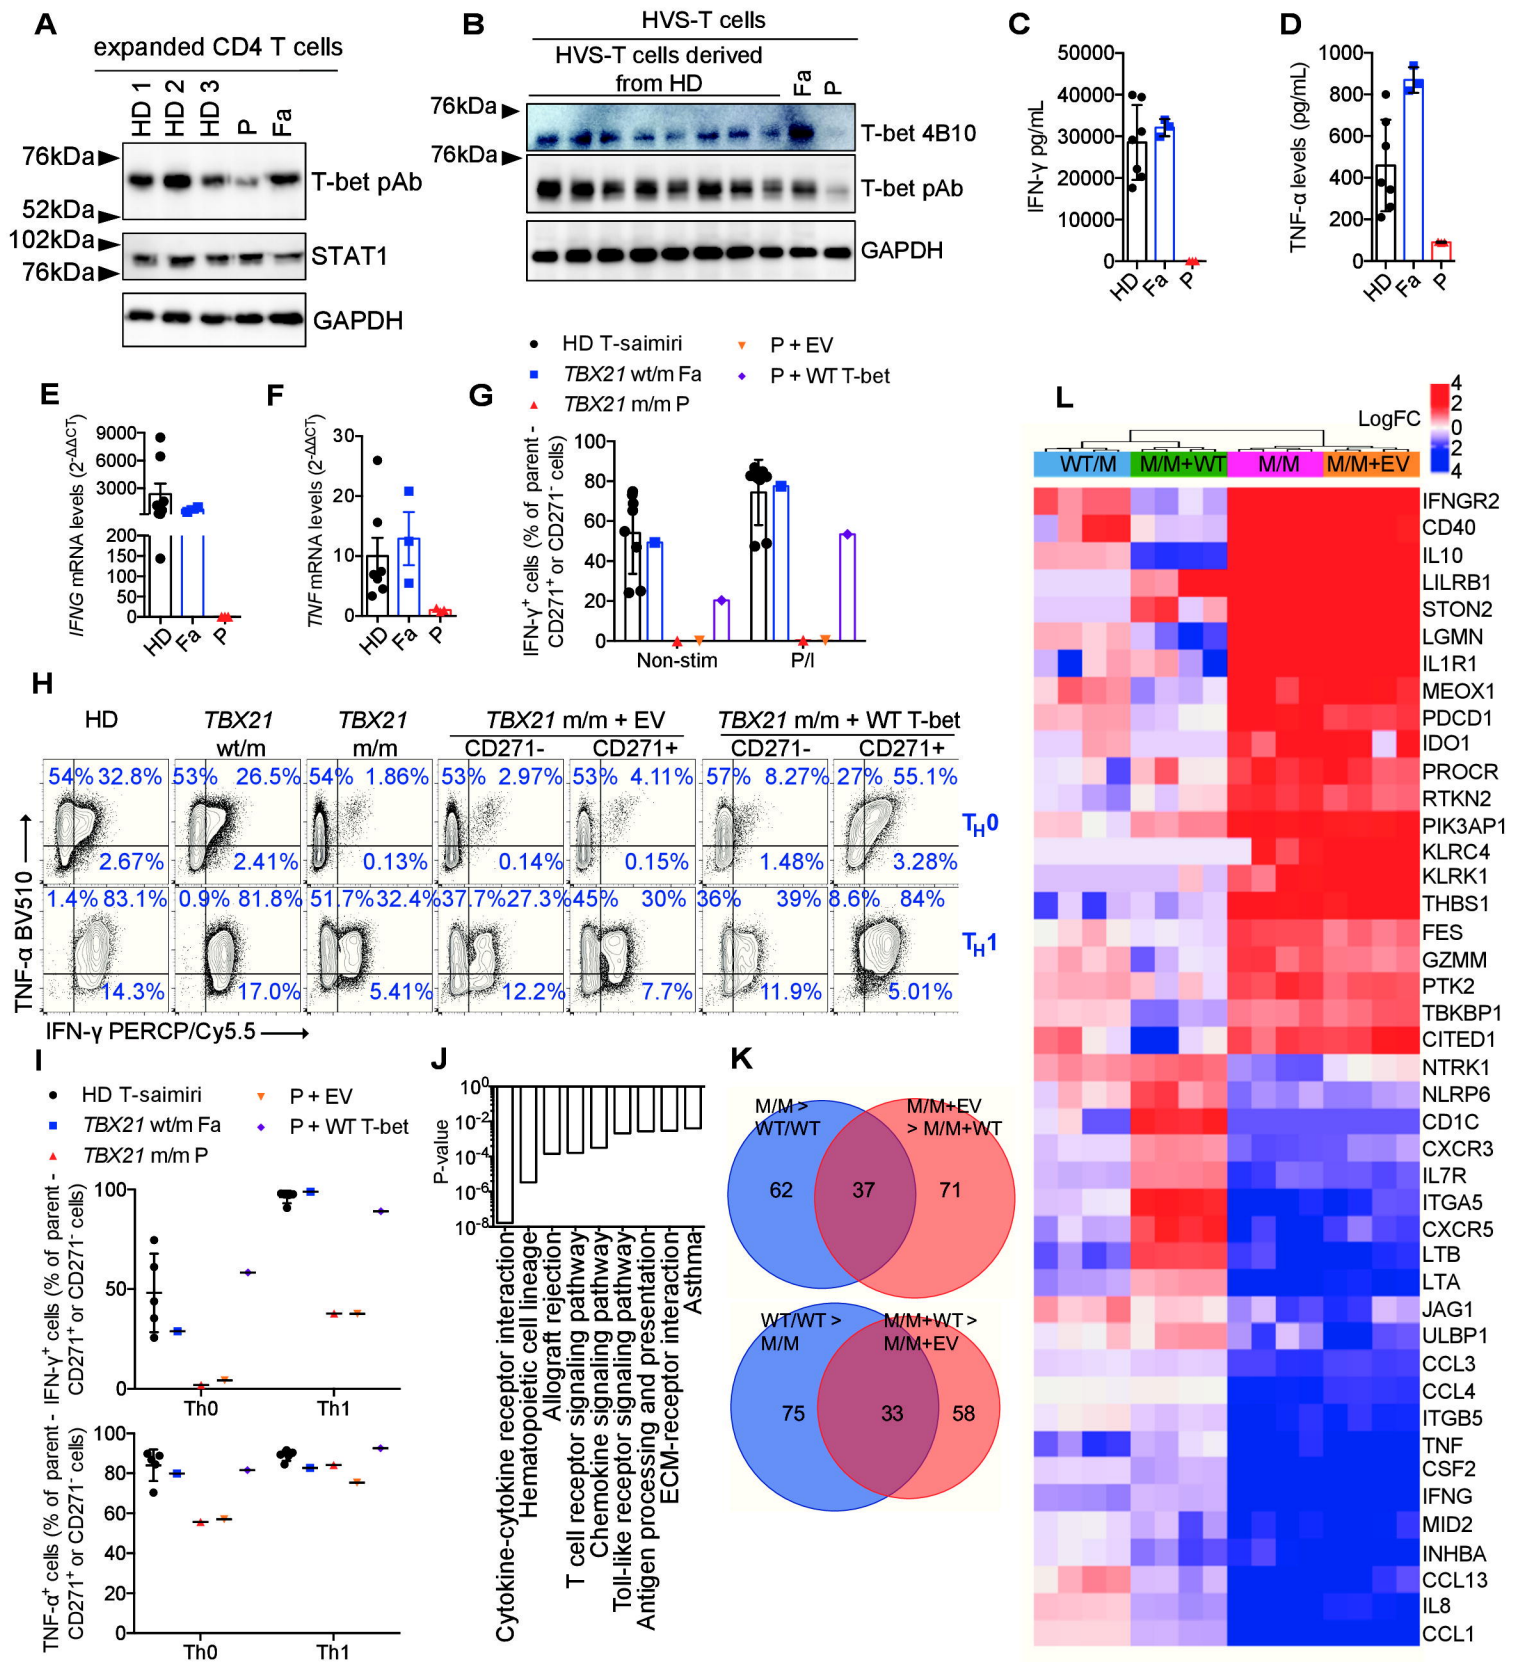 A
expanded CD4 T cells
HD 1
HD 2
HD 3
P
Fa
76kDa
52kDa
102kDa
76kDa
T-bet pAb
STAT1
GAPDH
B
HVS-T cells
HVS-T cells derived
from HD
Fa
P
76kDa
76kDa
T-bet 4B10
T-bet pAb
GAPDH
C
IFN-γ pg/mL
50000
40000
30000
20000
10000
0
HD
Fa
P
D
TNF-α levels (pg/mL)
1000
800
600
400
200
0
HD
Fa
P
E
IFNG mRNA levels (2-ΔΔCT)
9000
6000
3000
200
150
100
50
0
HD
Fa
P
F
TNF mRNA levels (2-ΔΔCT)
30
20
10
0
HD
Fa
P
HD T-saimiri
TBX21 wt/m Fa
TBX21 m/m P
P + EV
P + WT T-bet
G
IFN-γ+ cells (% of parent -
CD271+ or CD271- cells)
100
80
60
40
20
0
Non-stim
P/I
H
HD
TBX21
wt/m
TBX21
m/m
TBX21 m/m + EV
CD271-
CD271+
TBX21 m/m + WT T-bet
CD271-
CD271+
54% 32.8%
53% 26.5%
54% 1.86%
53% 2.97%
53% 4.11%
57% 8.27%
27% 55.1%
2.67%
2.41%
0.13%
0.14%
0.15%
1.48%
3.28%
TH0
1.4% 83.1%
0.9% 81.8%
51.7% 32.4%
37.7% 27.3%
45% 30%
36% 39%
8.6% 84%
14.3%
17.0%
5.41%
12.2%
7.7%
11.9%
5.01%
TH1
TNF-α BV510
IFN-γ PERCP/Cy5.5
I
HD T-saimiri
TBX21 wt/m Fa
TBX21 m/m P
P + EV
P + WT T-bet
IFN-γ+ cells (% of parent -
CD271+ or CD271- cells)
100
50
0
Th0
Th1
TNF-α+ cells (% of parent -
CD271+ or CD271- cells)
100
80
60
40
20
0
Th0
Th1
J
P-value
100
10-2
10-4
10-6
10-8
Cytokine-cytokine receptor interaction
Hematopoietic cell lineage
Allograft rejection
T cell receptor signaling pathway
Chemokine signaling pathway
Toll-like receptor signaling pathway
Antigen processing and presentation
ECM-receptor interaction
Asthma
K
M/M >
WT/WT
M/M+EV
> M/M+WT
62
37
71
WT/WT >
M/M
M/M+WT >
M/M+EV
75
33
58
L
LogFC
4
2
0
2
4
WT/M
M/M+WT
M/M
M/M+EV
IFNGR2
CD40
IL10
LILRB1
STON2
LGMN
IL1R1
MEOX1
PDCD1
IDO1
PROCR
RTKN2
PIK3AP1
KLRC4
KLRK1
THBS1
FES
GZMM
PTK2
TBKBP1
CITED1
NTRK1
NLRP6
CD1C
CXCR3
IL7R
ITGA5
CXCR5
LTB
LTA
JAG1
ULBP1
CCL3
CCL4
ITGB5
TNF
CSF2
IFNG
MID2
INHBA
CCL13
IL8
CCL1